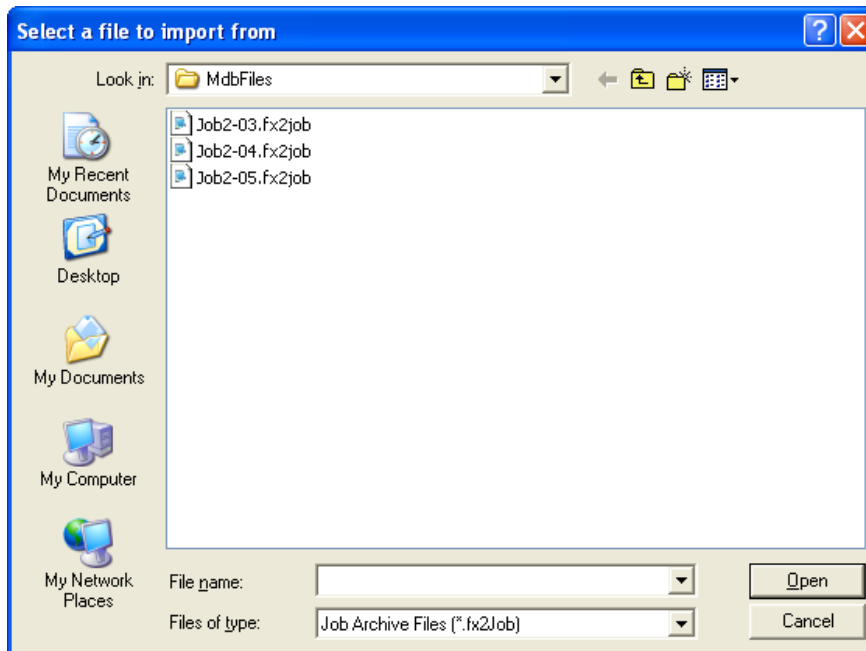 Select a file to import from
Look in: MdbFiles
Job2-03.fx2job
Job2-04.fx2job
Job2-05.fx2job
My Recent
Documents
Desktop
My Documents
My Computer
My Network
Places
File name:
Open
Files of type: Job Archive Files (*.fx2Job)
Cancel